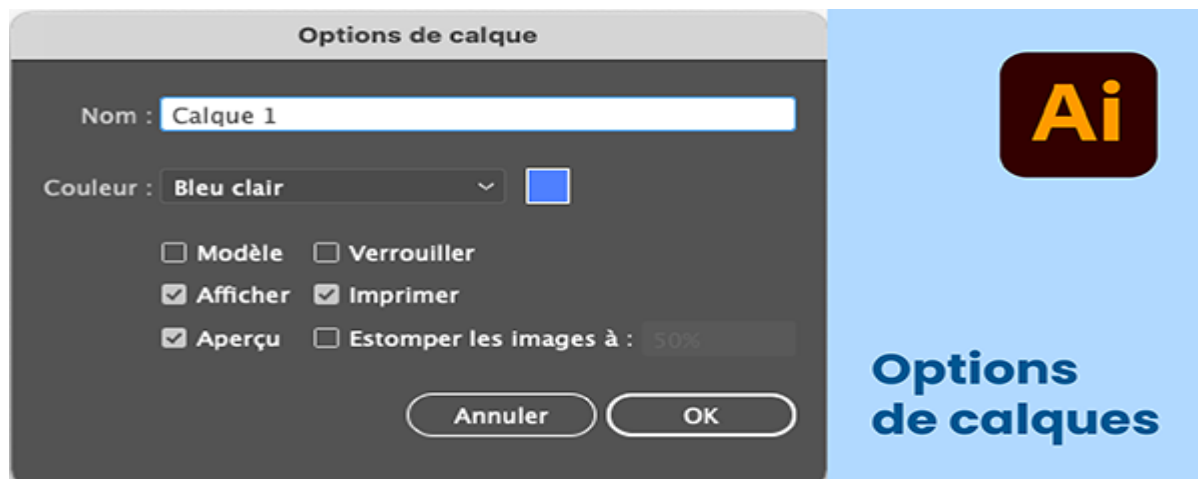 Options de calque
Nom : Calque 1
Couleur : Bleu clair
Modèle Verrouiller
Afficher Imprimer
Aperçu Estomper les images à : 50%
Annuler OK
Ai
Options
de calques